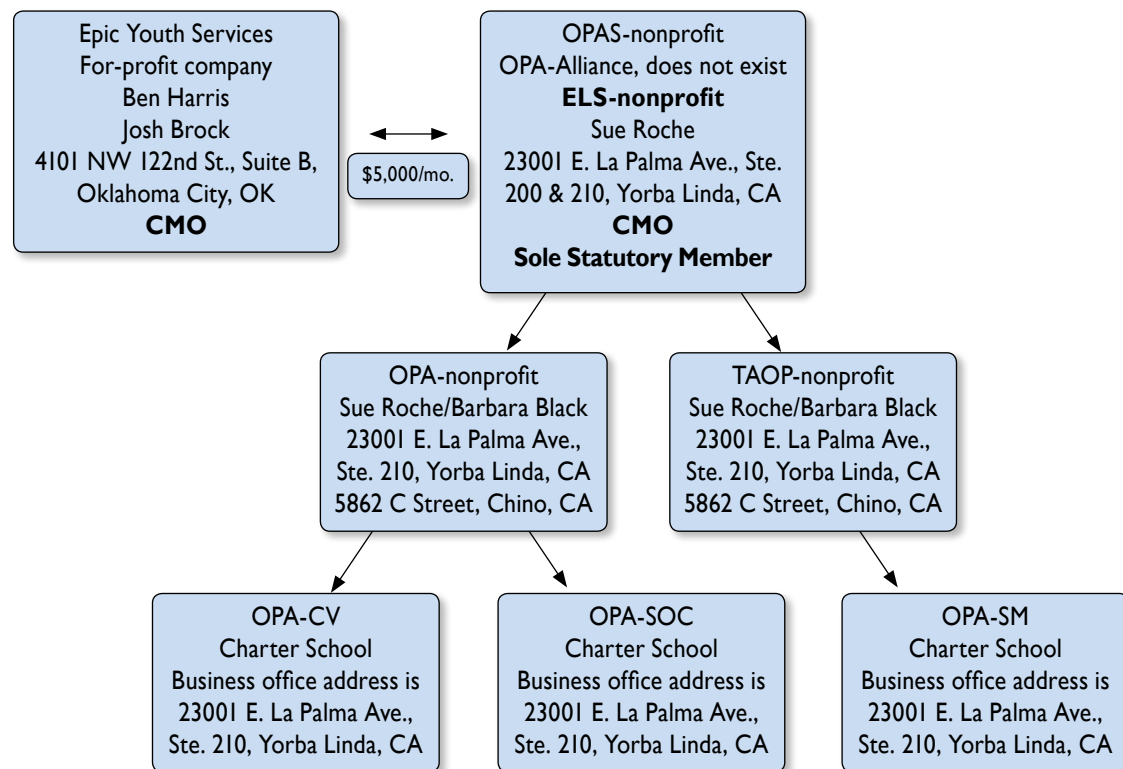 Epic Youth Services
For-profit company
Ben Harris
Josh Brock
4101 NW 122nd St., Suite B,
Oklahoma City, OK
CMO
$5,000/mo.
OPAS-nonprofit
OPA-Alliance, does not exist
ELS-nonprofit
Sue Roche
23001 E. La Palma Ave., Ste.
200 & 210, Yorba Linda, CA
CMO
Sole Statutory Member
OPA-nonprofit
Sue Roche/Barbara Black
23001 E. La Palma Ave.,
Ste. 210, Yorba Linda, CA
5862 C Street, Chino, CA
TAOP-nonprofit
Sue Roche/Barbara Black
23001 E. La Palma Ave.,
Ste. 210, Yorba Linda, CA
5862 C Street, Chino, CA
OPA-CV
Charter School
Business office address is
23001 E. La Palma Ave.,
Ste. 210, Yorba Linda, CA
OPA-SOC
Charter School
Business office address is
23001 E. La Palma Ave.,
Ste. 210, Yorba Linda, CA
OPA-SM
Charter School
Business office address is
23001 E. La Palma Ave.,
Ste. 210, Yorba Linda, CA